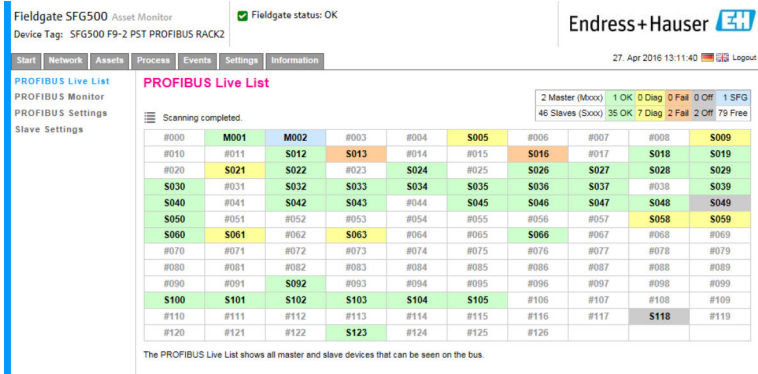 Fieldgate SFG500 Asset Monitor
Device Tag: SFG500 F9-2 PST PROFIBUS RACK2
Fieldgate status: OK
Endress+Hauser EH
Start Network Assets Process Events Settings Information
27. Apr 2016 13:11:40 Logout
PROFIBUS Live List
PROFIBUS Monitor
PROFIBUS Settings
Slave Settings
PROFIBUS Live List
2 Master (Mxxx) 1 OK 0 Diag 0 Fail 0 Off 1 SFG
46 Slaves (Sxxx) 35 OK 7 Diag 2 Fail 2 Off 79 Free
Scanning completed.
#000 M001 M002 #003 #004 S005 #006 #007 #008 S009
#010 #011 S012 S013 #014 #015 S016 #017 S018 S019
#020 S021 S022 #023 S024 #025 S026 S027 S028 S029
S030 #031 S032 S033 S034 S035 S036 S037 #038 S039
S040 #041 S042 S043 #044 S045 S046 S047 S048 S049
S050 #051 #052 #053 #054 #055 #056 #057 S058 S059
S060 S061 #062 S063 #064 #065 S066 #067 #068 #069
#070 #071 #072 #073 #074 #075 #076 #077 #078 #079
#080 #081 #082 #083 #084 #085 #086 #087 #088 #089
#090 #091 S092 #093 #094 #095 #096 #097 #098 #099
S100 S101 S102 S103 S104 S105 #106 #107 #108 #109
#110 #111 #112 #113 #114 #115 #116 #117 S118 #119
#120 #121 #122 S123 #124 #125 #126
The PROFIBUS Live List shows all master and slave devices that can be seen on the bus.